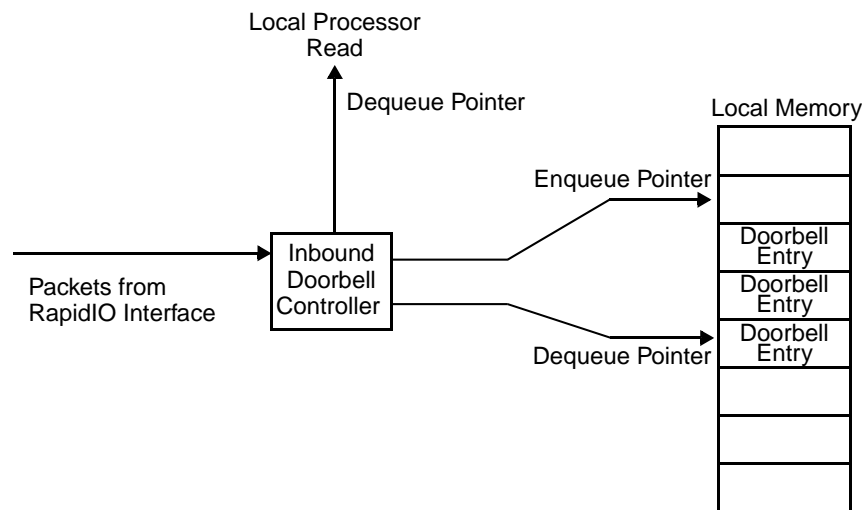 Local Processor
Read
Dequeue Pointer
Local Memory
Enqueue Pointer
Inbound
Doorbell
Controller
Packets from
RapidIO Interface
Doorbell
Entry
Doorbell
Entry
Doorbell
Entry
Dequeue Pointer